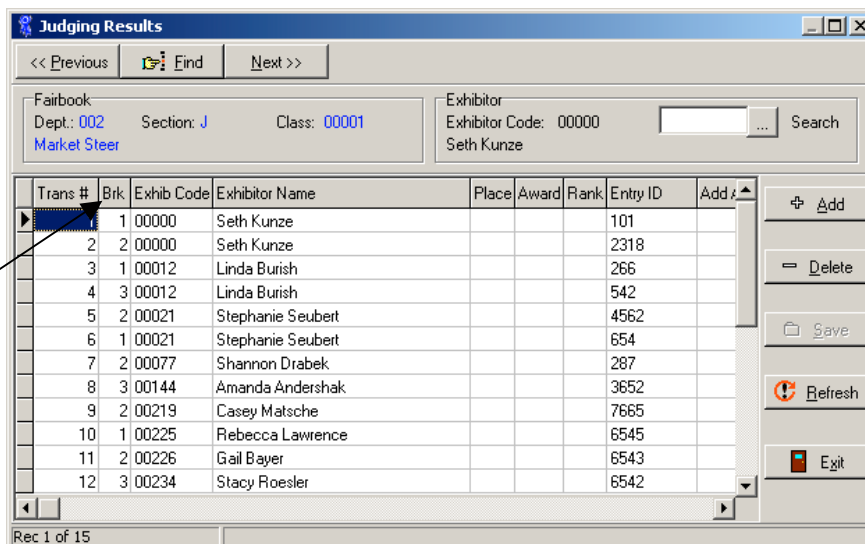 Judging Results
<< Previous Find Next >>
Fairbook Exhibitor
Dept.: 002 Section: J Class: 00001 Exhibitor Code: 00000 ... Search
Market Steer Seth Kunze
Trans # Brk Exhib Code Exhibitor Name Place Award Rank Entry ID Add
1 1 00000 Seth Kunze 101
2 2 00000 Seth Kunze 2318
3 1 00012 Linda Burish 266
4 3 00012 Linda Burish 542
5 2 00021 Stephanie Seubert 4562
6 1 00021 Stephanie Seubert 654
7 2 00077 Shannon Drabek 287
8 3 00144 Amanda Andershak 3652
9 2 00219 Casey Matsche 7665
10 1 00225 Rebecca Lawrence 6545
11 2 00226 Gail Bayer 6543
12 3 00234 Stacy Roesler 6542
Add
Delete
Save
Refresh
Exit
Rec 1 of 15